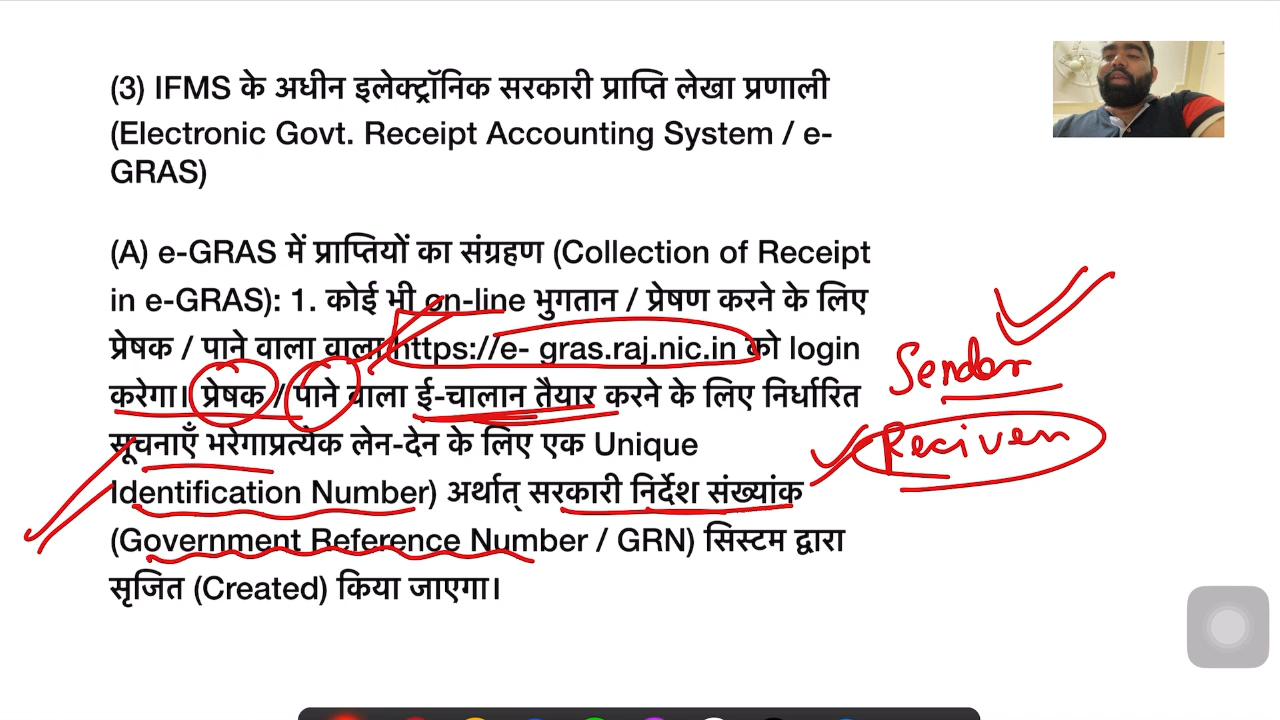 (3) IFMS के अधीन इलेक्ट्रॉनिक सरकारी प्राप्ति लेखा प्रणाली
(Electronic Govt. Receipt Accounting System / e-
GRAS)
(A) e-GRAS में प्राप्तियों का संग्रहण (Collection of Receipt
in e-GRAS): 1. कोई भी on-line भुगतान / प्रेषण करने के लिए
प्रेषक / पाने वाला वाला https://e- gras.raj.nic.in को login
करेगा। प्रेषक / पाने वाला ई-चालान तैयार करने के लिए निर्धारित
सूचनाएँ भरेगाप्रत्येक लेन-देन के लिए एक Unique
Identification Number) अर्थात् सरकारी निर्देश संख्यांक
(Government Reference Number / GRN) सिस्टम द्वारा
सृजित (Created) किया जाएगा।
Sender
Reciven